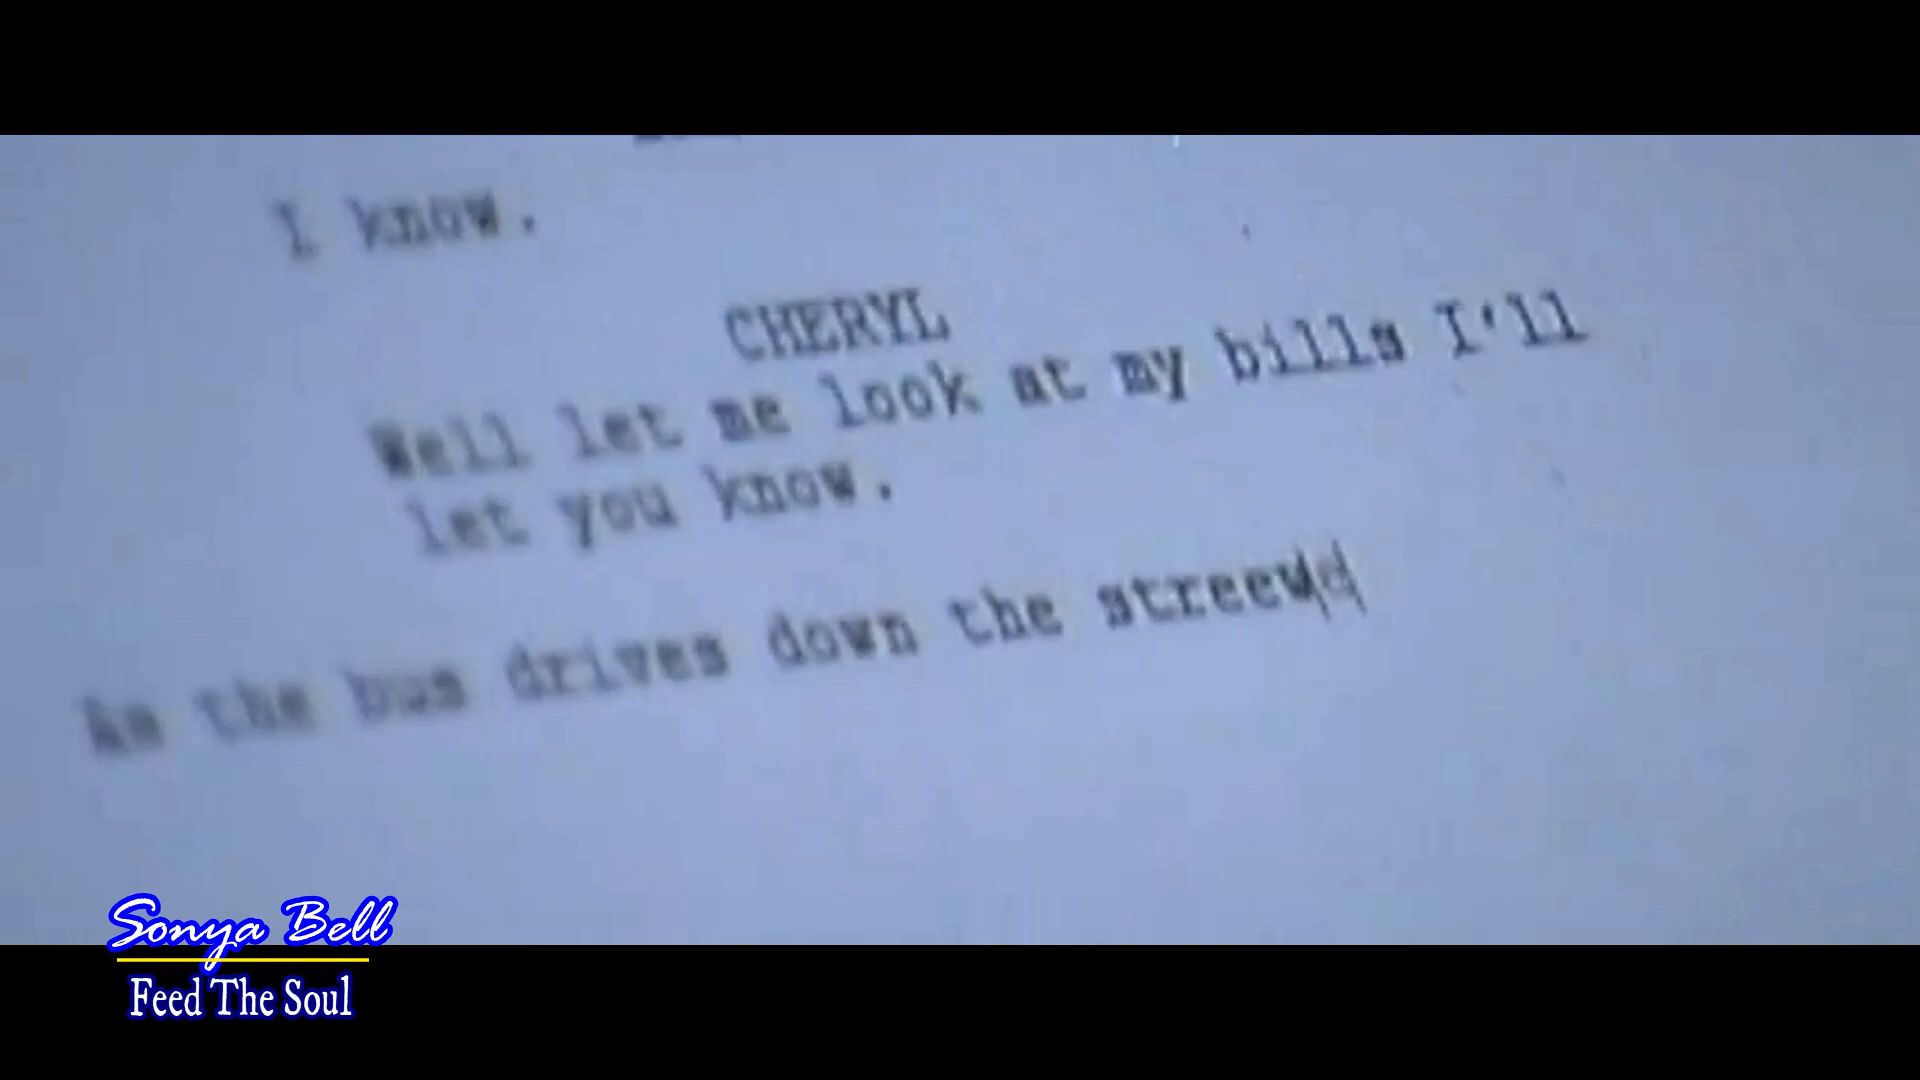 I know.
CHERYL
Well let me look at my bills I'll
let you know.
As the bus drives down the stree
Sonya Bell
Feed The Soul